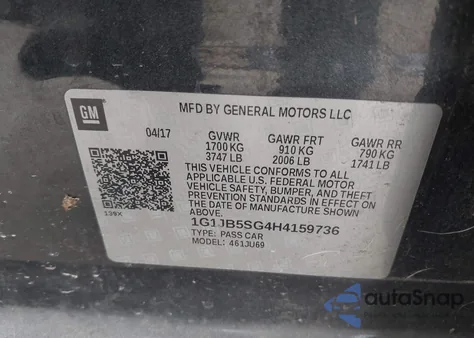 GM
MFD BY GENERAL MOTORS LLC
04/17 GVWR GAWR FRT GAWR RR
1700 KG 910 KG 790 KG
3747 LB 2006 LB 1741 LB
THIS VEHICLE CONFORMS TO ALL
APPLICABLE U.S. FEDERAL MOTOR
VEHICLE SAFETY, BUMPER, AND THEFT
PREVENTION STANDARDS IN EFFECT ON
THE DATE OF MANUFACTURE SHOWN ABOVE.
1G1JB5SG4H4159736
TYPE: PASS CAR
MODEL: 461JU69
139X
autoSnap